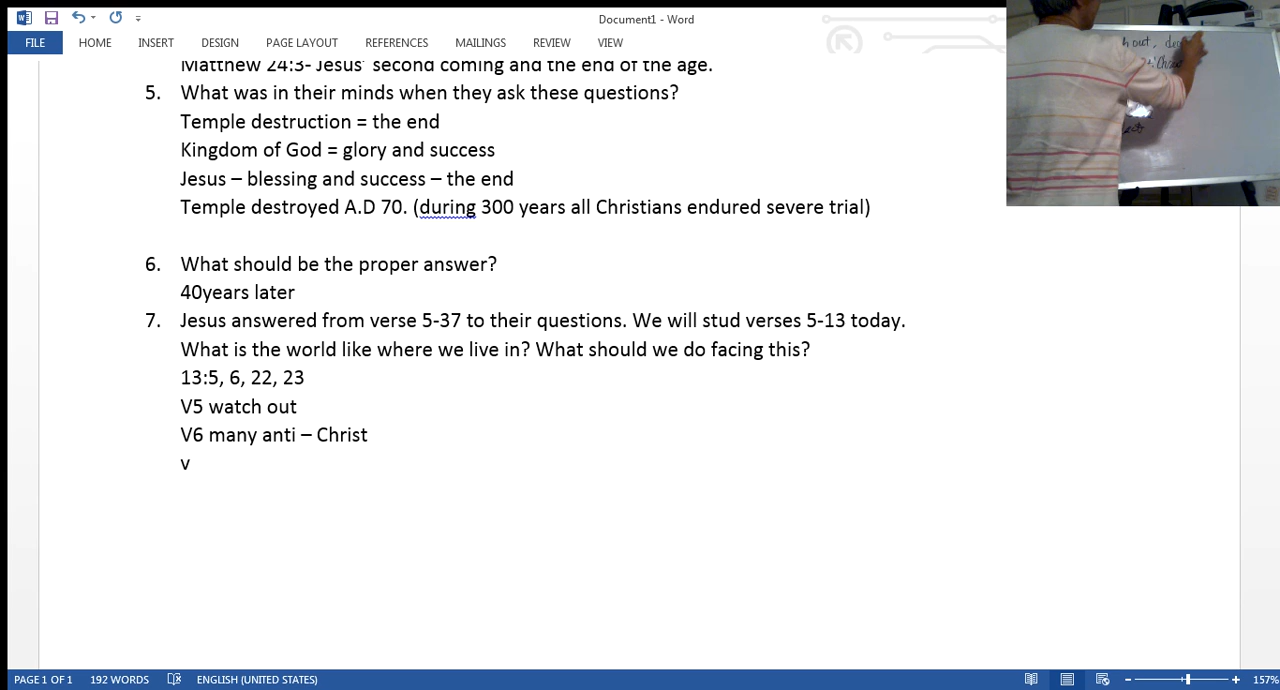 Document1 - Word
FILE HOME INSERT DESIGN PAGE LAYOUT REFERENCES MAILINGS REVIEW VIEW
Matthew 24:3- Jesus' second coming and the end of the age.
5. What was in their minds when they ask these questions?
Temple destruction = the end
Kingdom of God = glory and success
Jesus – blessing and success – the end
Temple destroyed A.D 70. (during 300 years all Christians endured severe trial)
6. What should be the proper answer?
40years later
7. Jesus answered from verse 5-37 to their questions. We will stud verses 5-13 today.
What is the world like where we live in? What should we do facing this?
13:5, 6, 22, 23
V5 watch out
V6 many anti – Christ
v
out,
PAGE 1 OF 1 192 WORDS ENGLISH (UNITED STATES) 157%